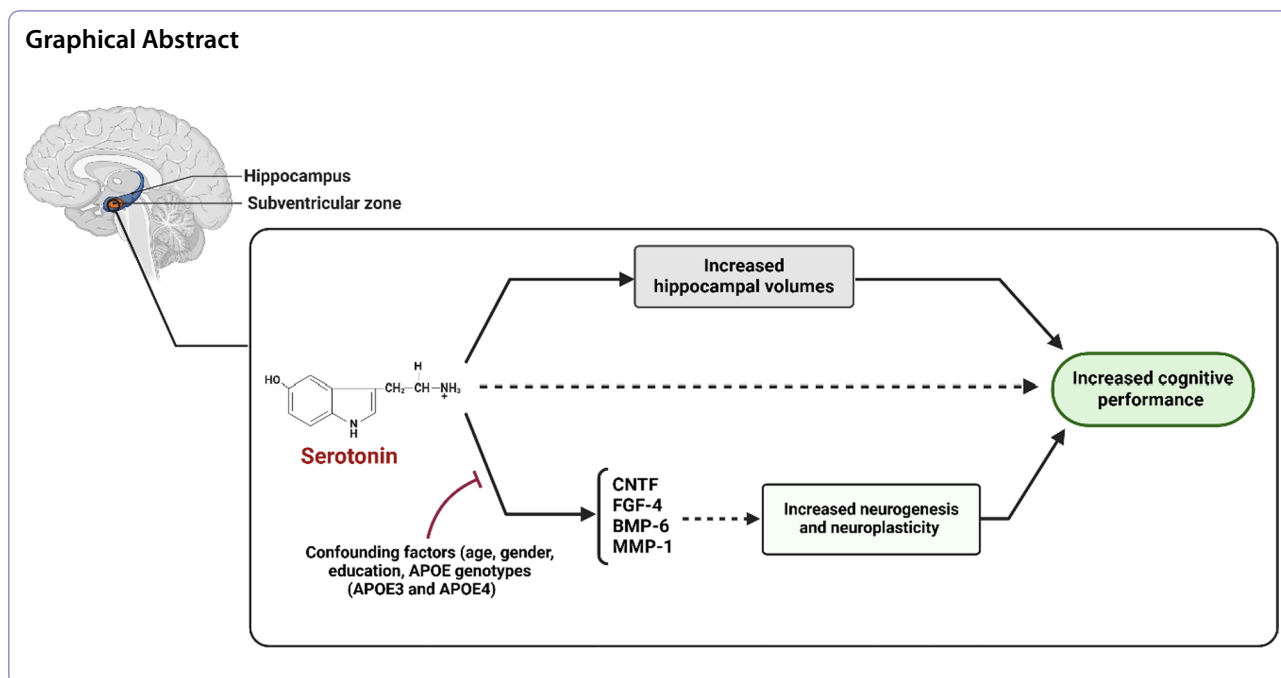 Graphical Abstract
Hippocampus
Subventricular zone
Increased
hippocampal volumes
HO
H
CH₂—CH—NH₃
+
N
H
Serotonin
Increased cognitive
performance
CNTF
FGF-4
BMP-6
MMP-1
Increased neurogenesis
and neuroplasticity
Confounding factors (age, gender,
education, APOE genotypes
(APOE3 and APOE4)